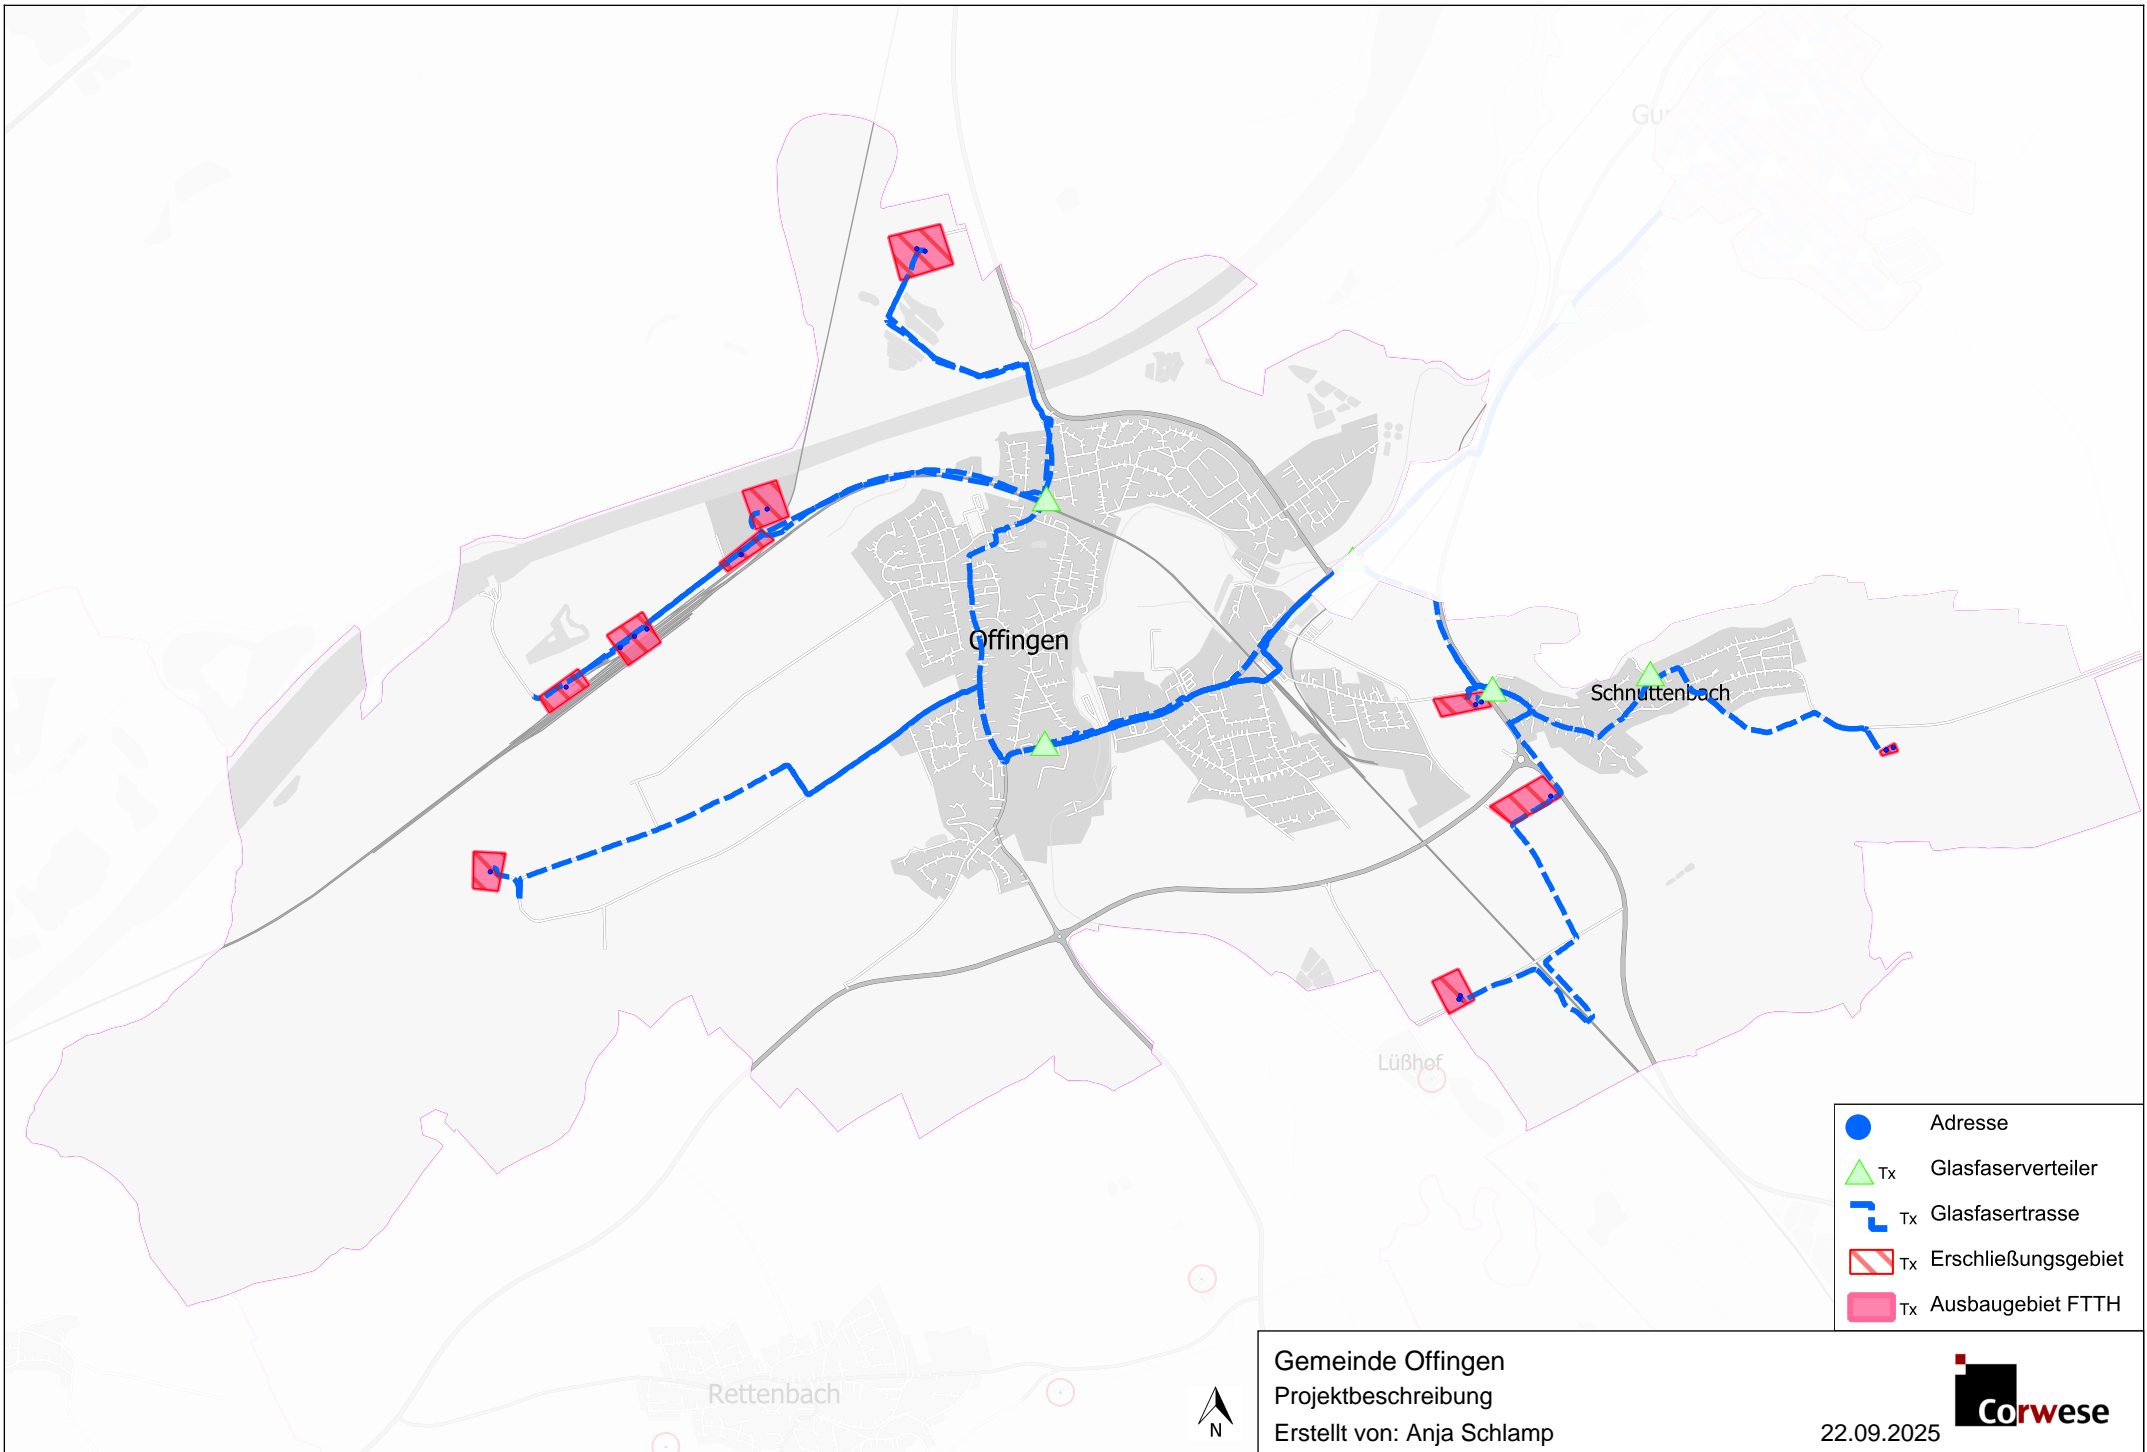 Gu
Offingen
Schnuttenbach
Lüßhof
Rettenbach
Adresse
Tx Glasfaserverteiler
Tx Glasfasertrasse
Tx Erschließungsgebiet
Tx Ausbaugebiet FTTH
Gemeinde Offingen
Projektbeschreibung
Erstellt von: Anja Schlamp
22.09.2025
Corwese
N